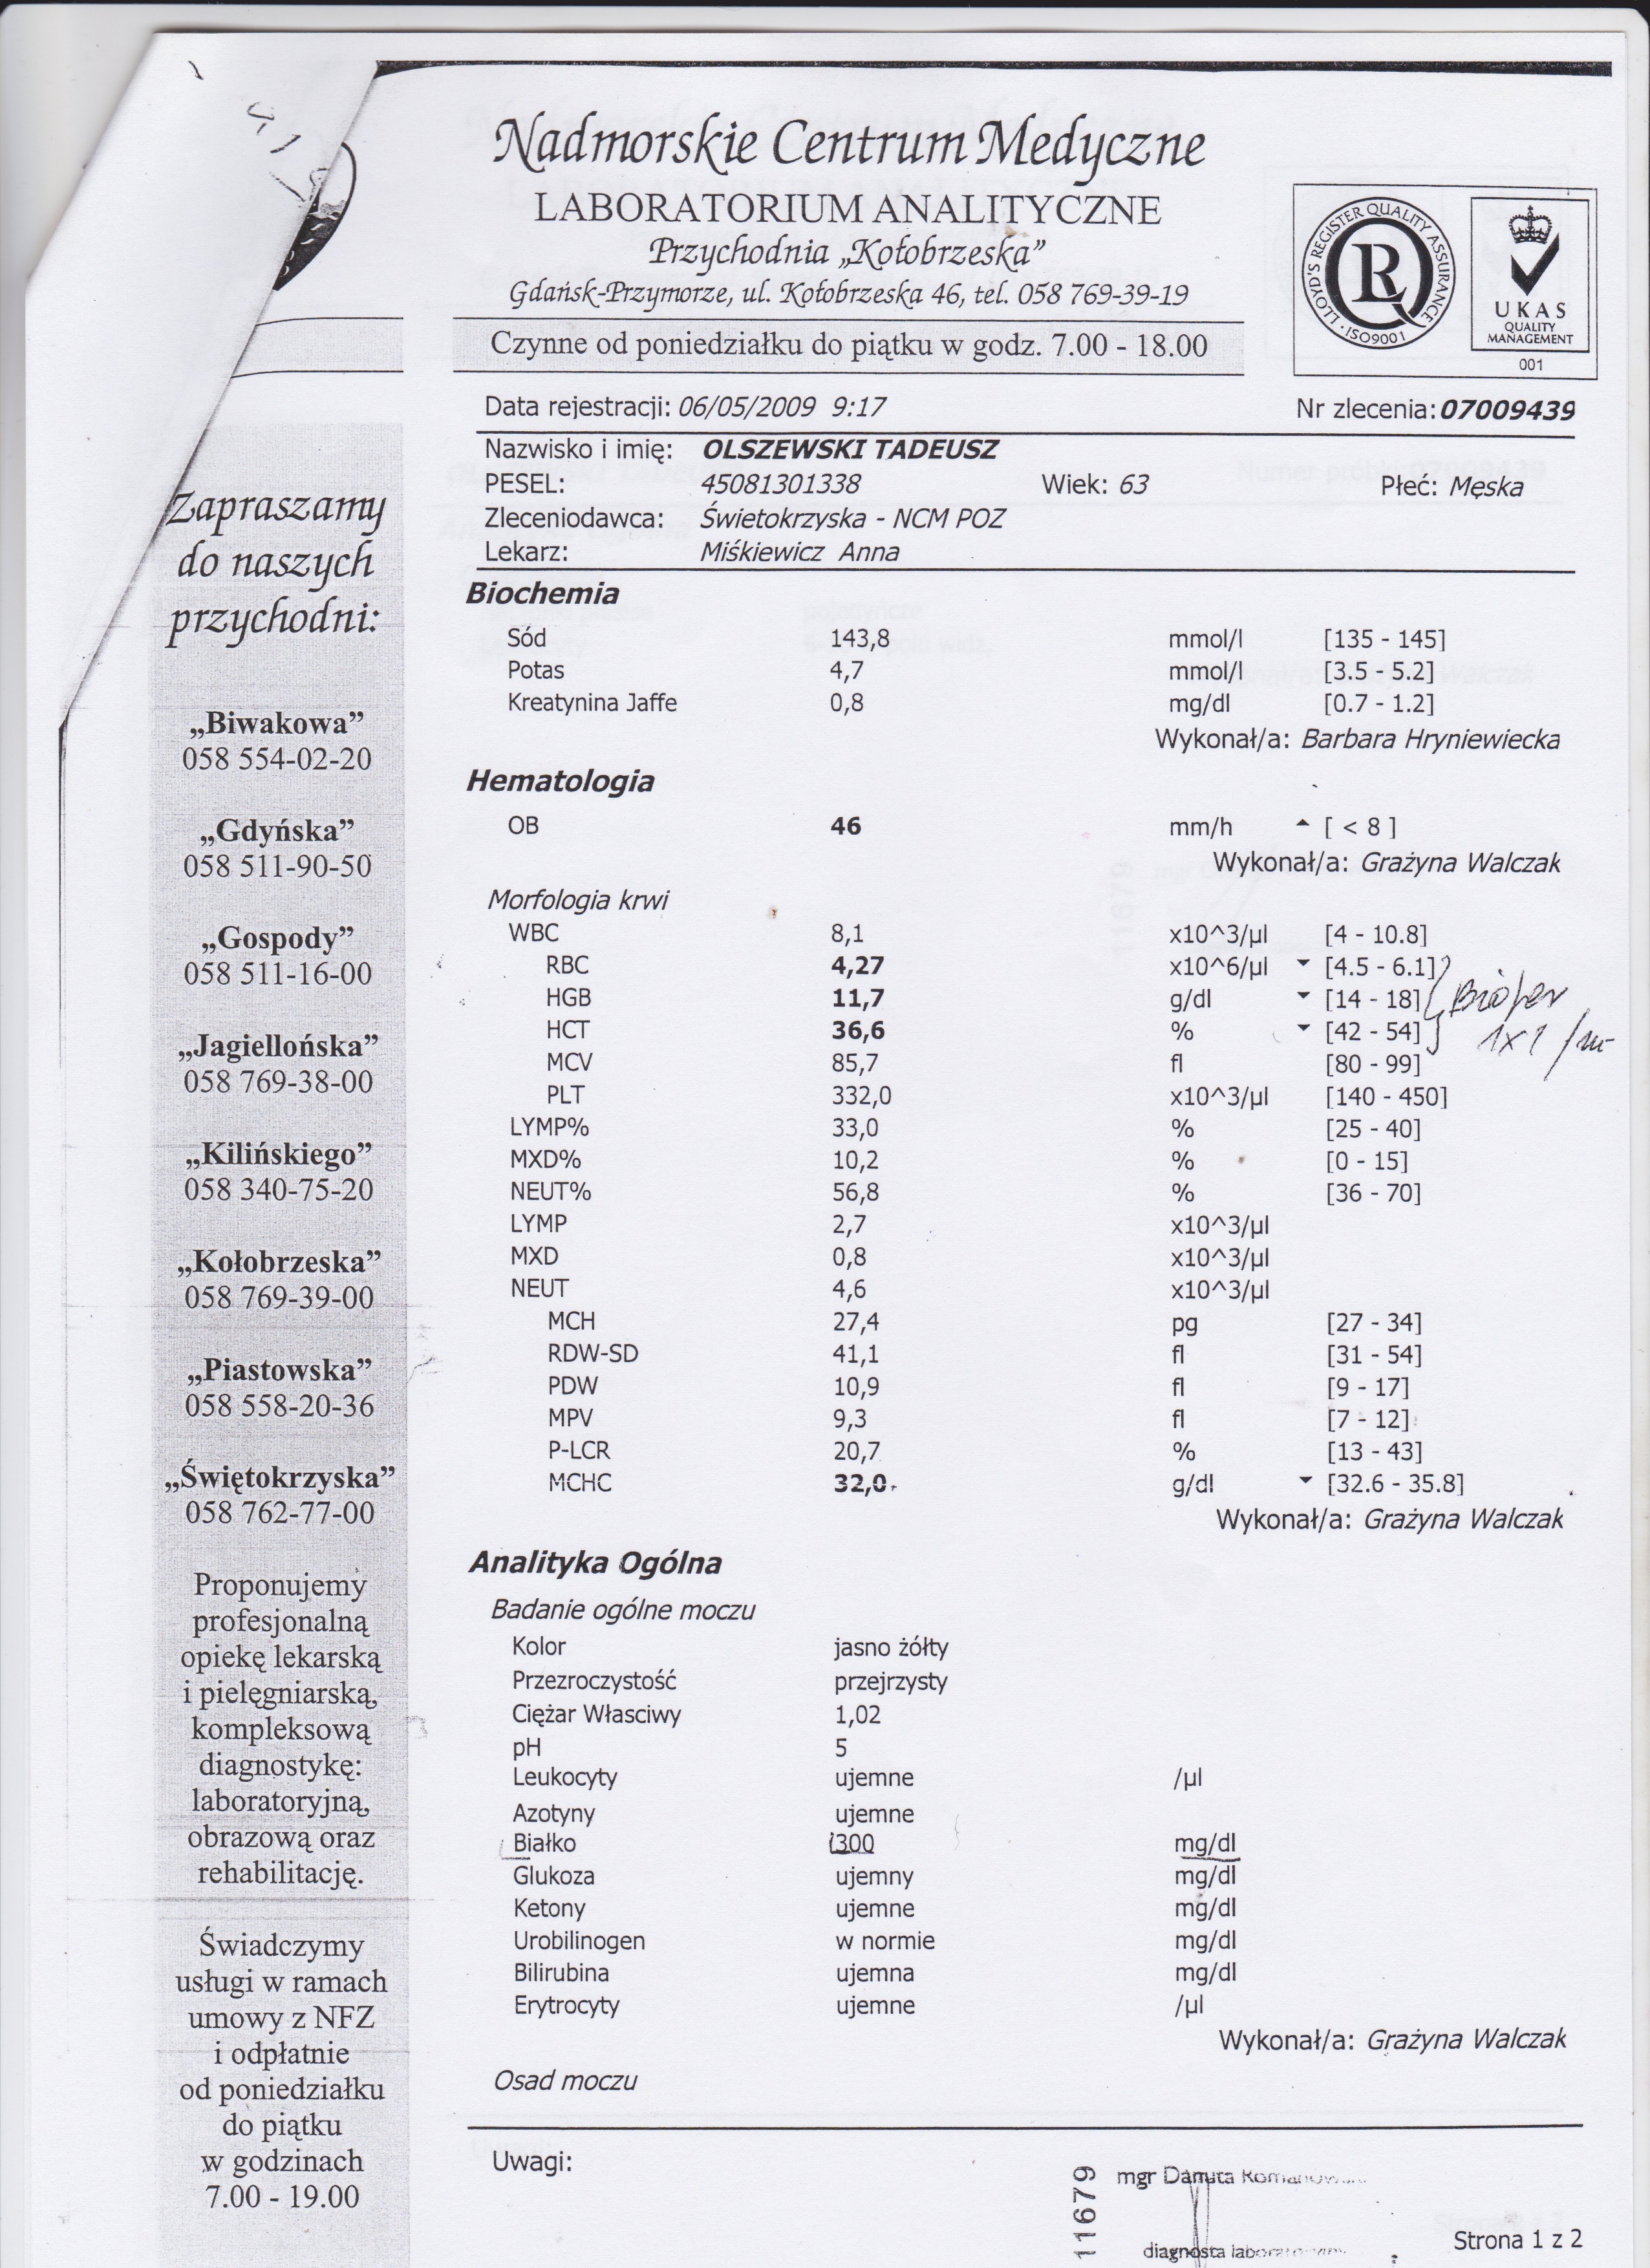 Nadmorskie Centrum Medyczne
LABORATORIUM ANALITYCZNE
Przychodnia „Kołobrzeska”
Gdańsk-Przymorze, ul. Kołobrzeska 46, tel. 058 769-39-19
Czynne od poniedziałku do piątku w godz. 7.00 - 18.00
LLOYD'S REGISTER QUALITY ASSURANCE
· ISO9001 ·
LRQ
UKAS
QUALITY
MANAGEMENT
001
Data rejestracji: 06/05/2009 9:17 Nr zlecenia: 07009439
Nazwisko i imię: OLSZEWSKI TADEUSZ
PESEL: 45081301338 Wiek: 63 Płeć: Męska
Zleceniodawca: Świetokrzyska - NCM POZ
Lekarz: Miśkiewicz Anna
Biochemia
Sód 143,8 mmol/l [135 - 145]
Potas 4,7 mmol/l [3.5 - 5.2]
Kreatynina Jaffe 0,8 mg/dl [0.7 - 1.2]
Wykonał/a: Barbara Hryniewiecka
Hematologia
OB 46 mm/h [ < 8 ]
Wykonał/a: Grażyna Walczak
Morfologia krwi
WBC 8,1 x10^3/µl [4 - 10.8]
RBC 4,27 x10^6/µl [4.5 - 6.1]
HGB 11,7 g/dl [14 - 18] Biofer
HCT 36,6 % [42 - 54] 1x1
MCV 85,7 fl [80 - 99]
PLT 332,0 x10^3/µl [140 - 450]
LYMP% 33,0 % [25 - 40]
MXD% 10,2 % [0 - 15]
NEUT% 56,8 % [36 - 70]
LYMP 2,7 x10^3/µl
MXD 0,8 x10^3/µl
NEUT 4,6 x10^3/µl
MCH 27,4 pg [27 - 34]
RDW-SD 41,1 fl [31 - 54]
PDW 10,9 fl [9 - 17]
MPV 9,3 fl [7 - 12]
P-LCR 20,7 % [13 - 43]
MCHC 32,0 g/dl [32.6 - 35.8]
Wykonał/a: Grażyna Walczak
Analityka Ogólna
Badanie ogólne moczu
Kolor jasno żółty
Przezroczystość przejrzysty
Ciężar Własciwy 1,02
pH 5
Leukocyty ujemne /µl
Azotyny ujemne
Białko 300 mg/dl
Glukoza ujemny mg/dl
Ketony ujemne mg/dl
Urobilinogen w normie mg/dl
Bilirubina ujemna mg/dl
Erytrocyty ujemne /µl
Wykonał/a: Grażyna Walczak
Osad moczu
Uwagi:
11679
mgr Danuta
diagnosta
Strona 1 z 2
Zapraszamy
do naszych
przychodni:
„Biwakowa”
058 554-02-20
„Gdyńska”
058 511-90-50
„Gospody”
058 511-16-00
„Jagiellońska”
058 769-38-00
„Kilińskiego”
058 340-75-20
„Kołobrzeska”
058 769-39-00
„Piastowska”
058 558-20-36
„Świętokrzyska”
058 762-77-00
Proponujemy
profesjonalną
opiekę lekarską
i pielęgniarską,
kompleksową
diagnostykę:
laboratoryjną,
obrazową oraz
rehabilitację.
Świadczymy
usługi w ramach
umowy z NFZ
i odpłatnie
od poniedziałku
do piątku
w godzinach
7.00 - 19.00